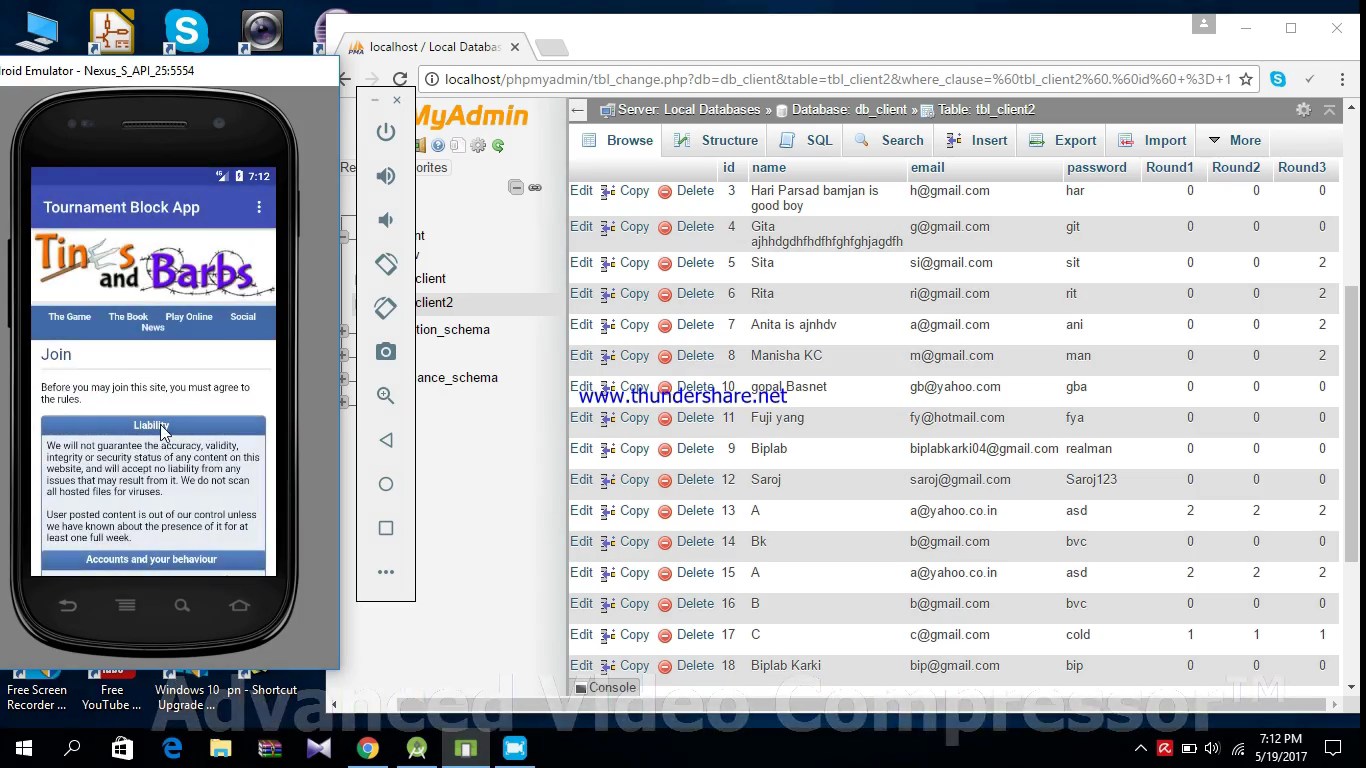 localhost / Local Databas
roid Emulator - Nexus_S_API_25:5554
localhost/phpmyadmin/tbl_change.php?db=db_client&table=tbl_client2&where_clause=%60tbl_client2%60.%60id%60+%3D+1
MyAdmin
Server: Local Databases » Database: db_client » Table: tbl_client2
Browse Structure SQL Search Insert Export Import More
id name email password Round1 Round2 Round3
Edit Copy Delete 3 Hari Parsad bamjan is h@gmail.com har 0 0 0
good boy
Edit Copy Delete 4 Gita g@gmail.com git 0 0 0
ajhhdgdhfhdfhfghfghjagdfh
Edit Copy Delete 5 Sita si@gmail.com sit 0 0 2
Edit Copy Delete 6 Rita ri@gmail.com rit 0 0 2
Edit Copy Delete 7 Anita is ajnhdv a@gmail.com ani 0 0 2
Edit Copy Delete 8 Manisha KC m@gmail.com man 0 0 2
Edit Copy Delete 10 gopal Basnet gb@yahoo.com gba 0 0 0
www.thundershare.net
Edit Copy Delete 11 Fuji yang fy@hotmail.com fya 0 0 0
Edit Copy Delete 9 Biplab biplabkarki04@gmail.com realman 0 0 0
Edit Copy Delete 12 Saroj saroj@gmail.com Saroj123 0 0 0
Edit Copy Delete 13 A a@yahoo.co.in asd 2 2 2
Edit Copy Delete 14 Bk b@gmail.com bvc 0 0 0
Edit Copy Delete 15 A a@yahoo.co.in asd 2 2 2
Edit Copy Delete 16 B b@gmail.com bvc 0 0 0
Edit Copy Delete 17 C c@gmail.com cold 1 1 1
Edit Copy Delete 18 Biplab Karki bip@gmail.com bip 0 0 0
Console
Re
vorites
nt
v
client
client2
tion_schema
ance_schema
7:12
Tournament Block App
Tines
and Barbs
The Game The Book Play Online Social
News
Join
Before you may join this site, you must agree to
the rules.
Liability
We will not guarantee the accuracy, validity,
integrity or security status of any content on this
website, and will accept no liability from any
issues that may result from it. We do not scan
all hosted files for viruses.
User posted content is out of our control unless
we have known about the presence of it for at
least one full week.
Accounts and your behaviour
Free Screen
Recorder ...
Free
YouTube ...
Windows 10
Upgrade ...
pn - Shortcut
Advanced Video Compressor™
7:12 PM
5/19/2017